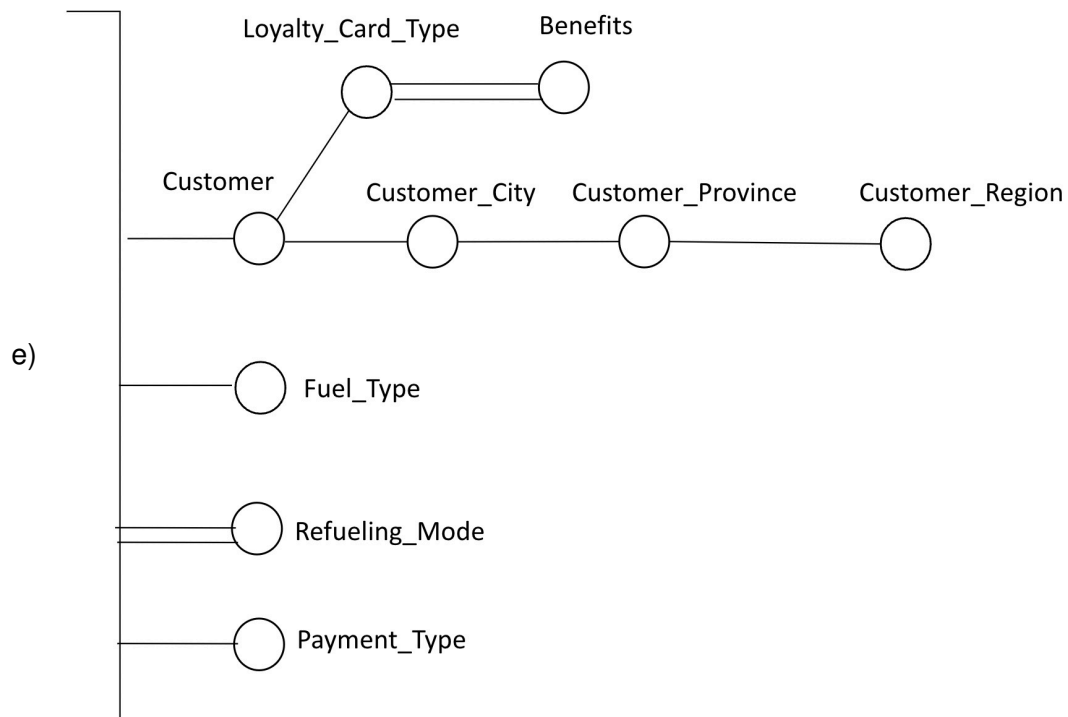 Loyalty_Card_Type
Benefits
Customer
Customer_City
Customer_Province
Customer_Region
e)
Fuel_Type
Refueling_Mode
Payment_Type